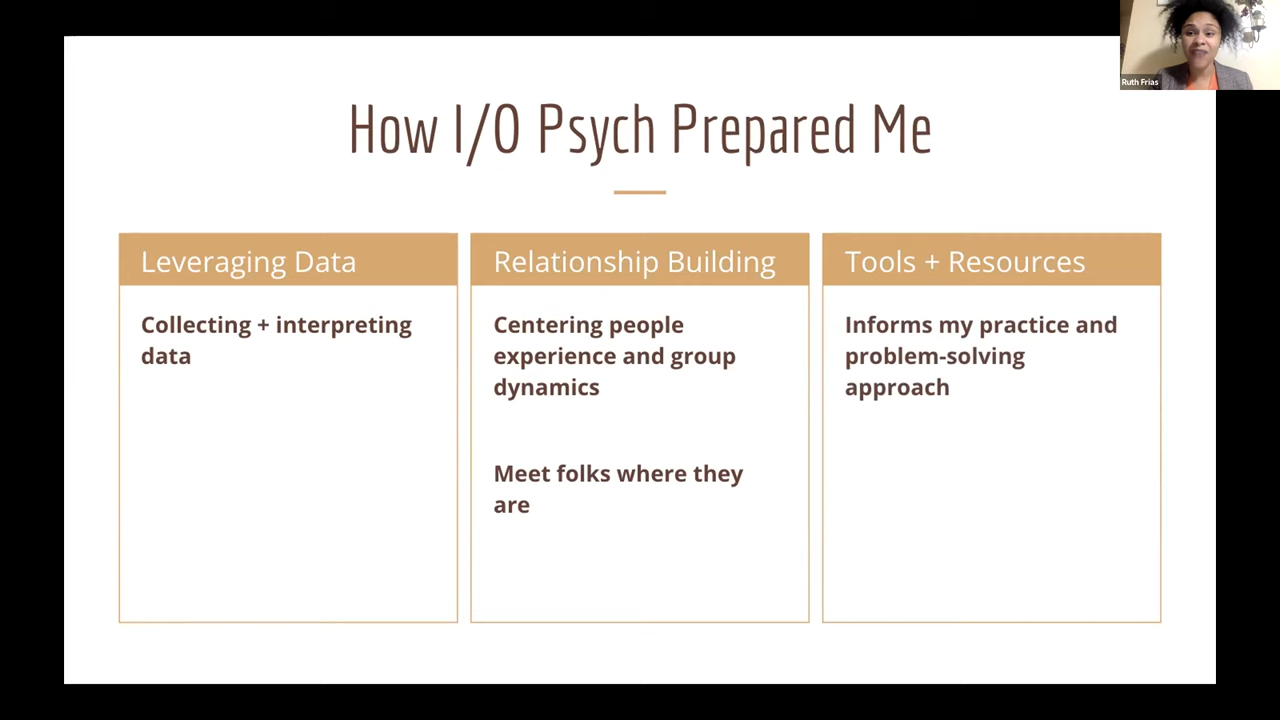 How I/O Psych Prepared Me
Leveraging Data
Collecting + interpreting
data
Relationship Building
Centering people
experience and group
dynamics
Meet folks where they
are
Tools + Resources
Informs my practice and
problem-solving
approach
Ruth Frias